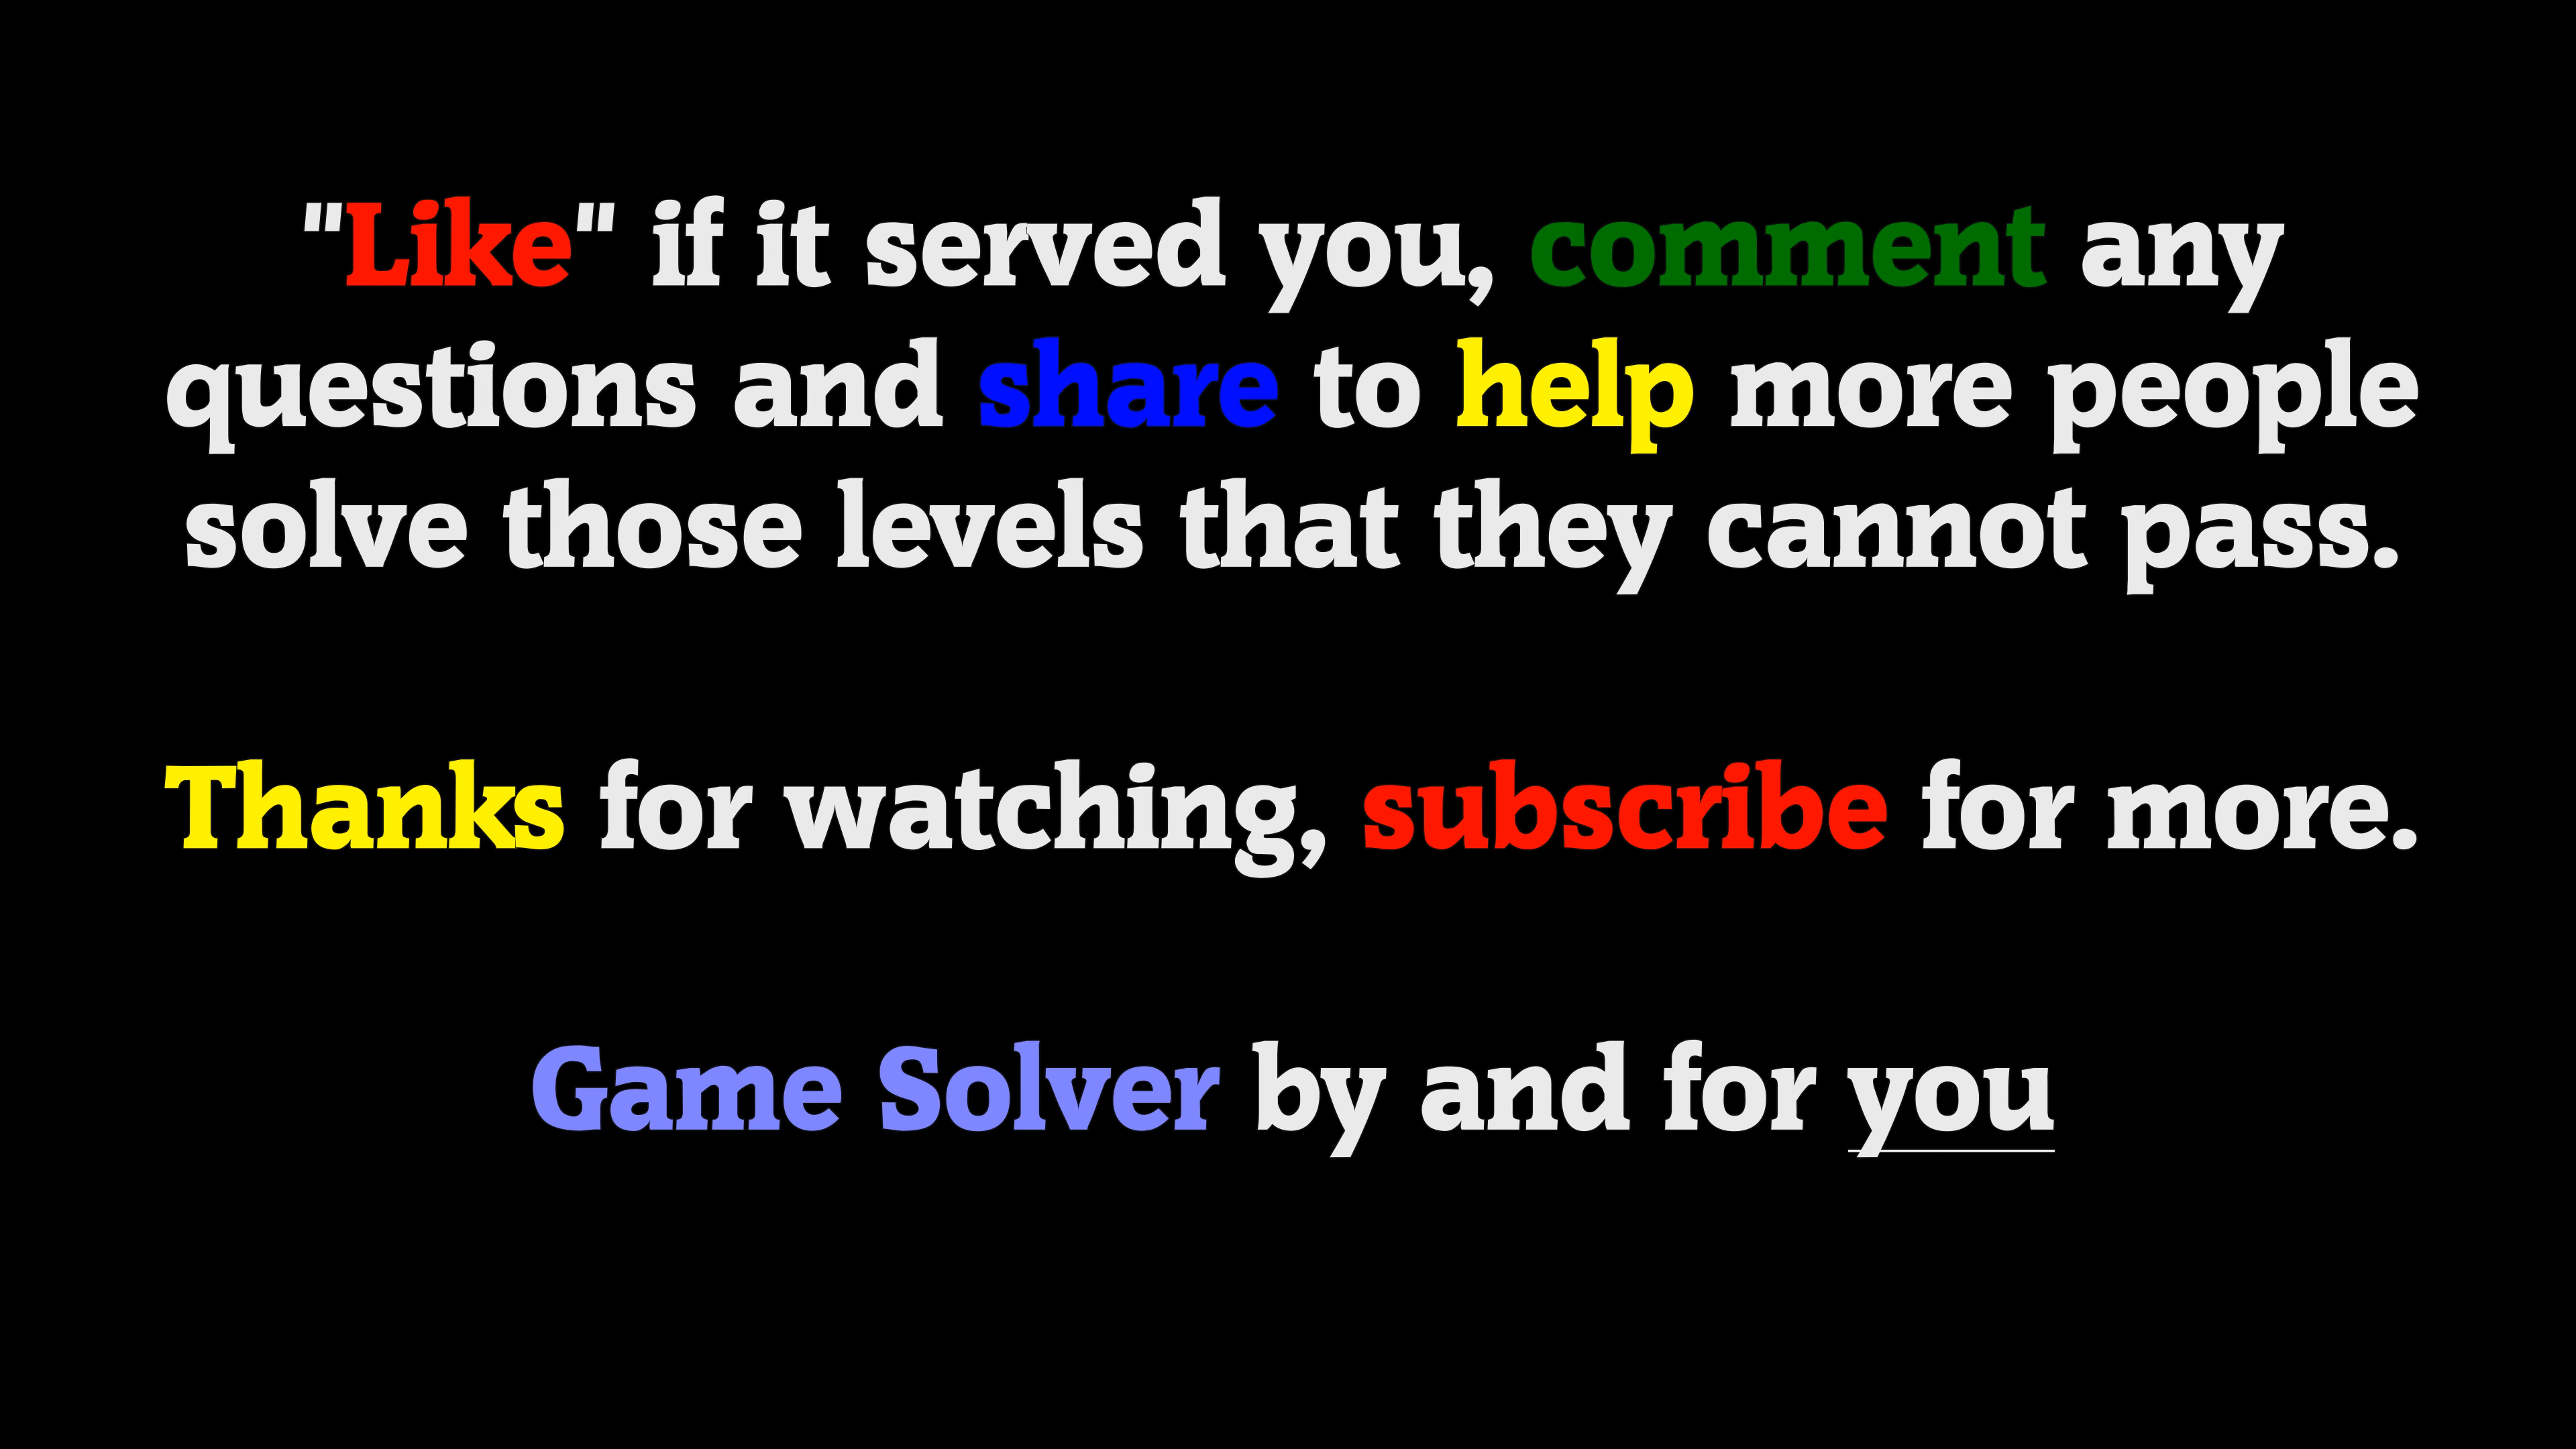 "Like" if it served you, comment any
questions and share to help more people
solve those levels that they cannot pass.
Thanks for watching, subscribe for more.
Game Solver by and for you